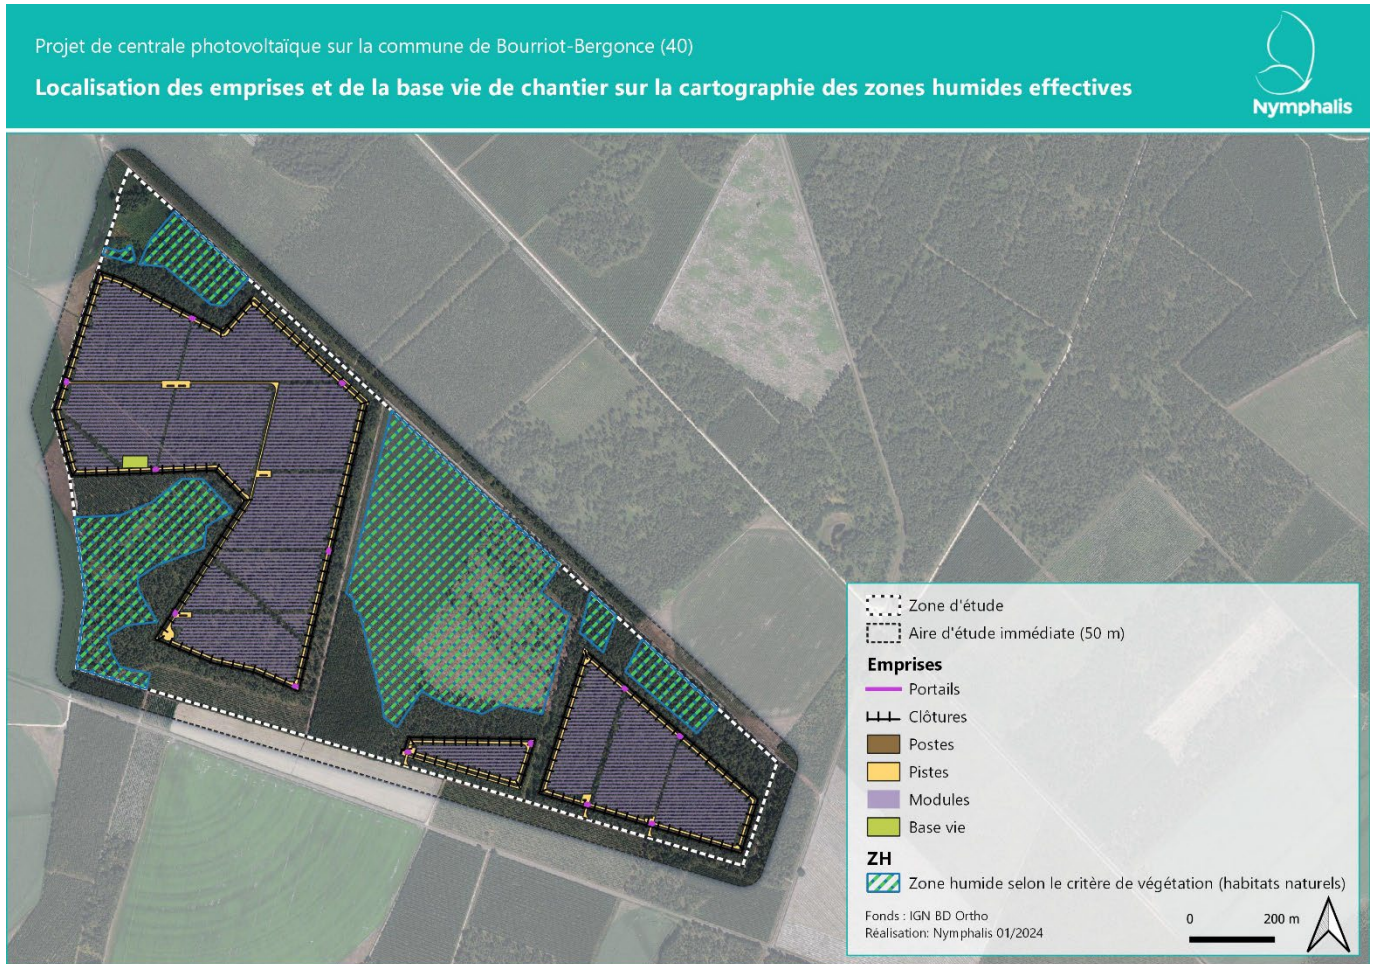 Projet de centrale photovoltaïque sur la commune de Bourriot-Bergonce (40)
Localisation des emprises et de la base vie de chantier sur la cartographie des zones humides effectives
Nymphalis
Zone d'étude
Aire d'étude immédiate (50 m)
Emprises
Portails
Clôtures
Postes
Pistes
Modules
Base vie
ZH
Zone humide selon le critère de végétation (habitats naturels)
Fonds : IGN BD Ortho
Réalisation: Nymphalis 01/2024
0 200 m